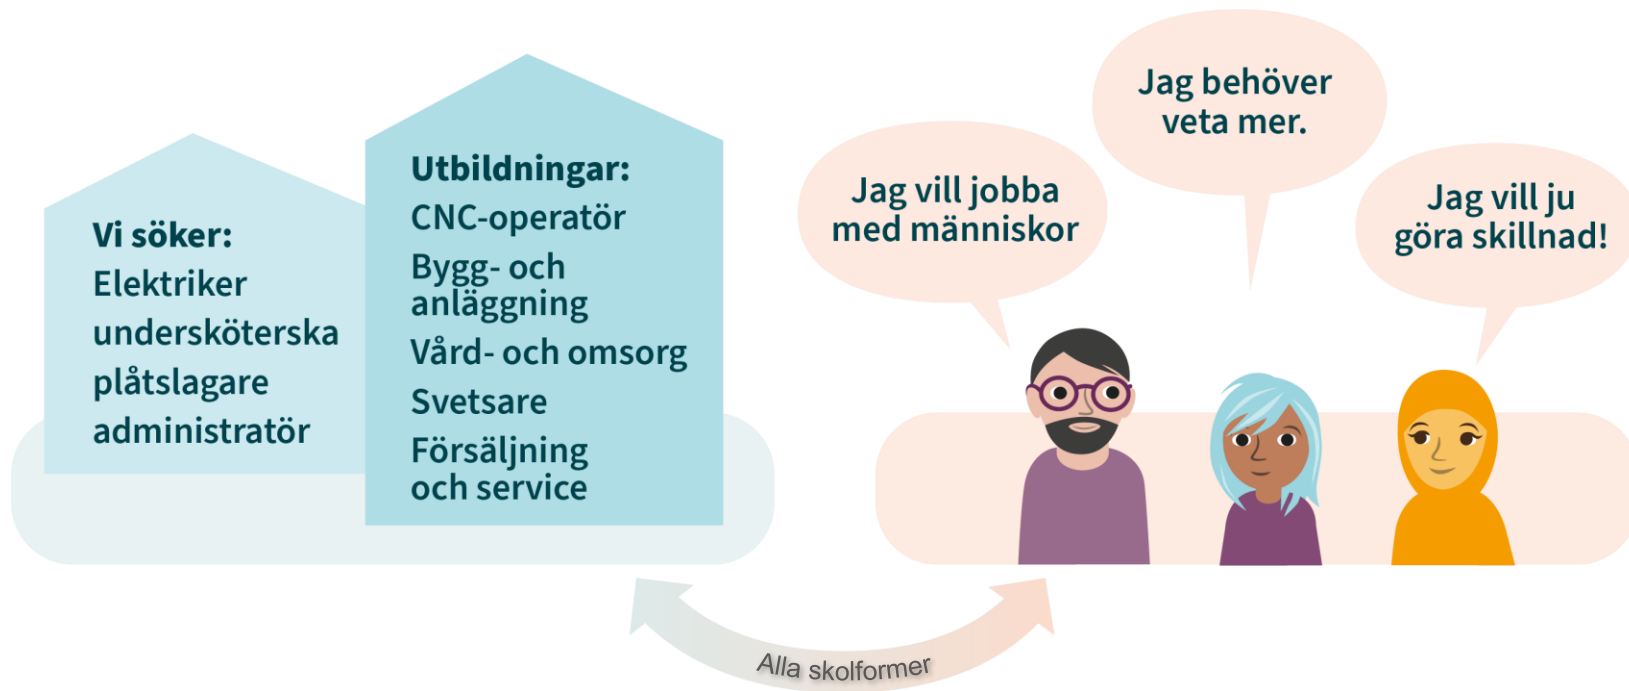 Vi söker:
Elektriker
undersköterska
plåtslagare
administratör
Utbildningar:
CNC-operatör
Bygg- och
anläggning
Vård- och omsorg
Svetsare
Försäljning
och service
Jag vill jobba
med människor
Jag behöver
veta mer.
Jag vill ju
göra skillnad!
Alla skolformer